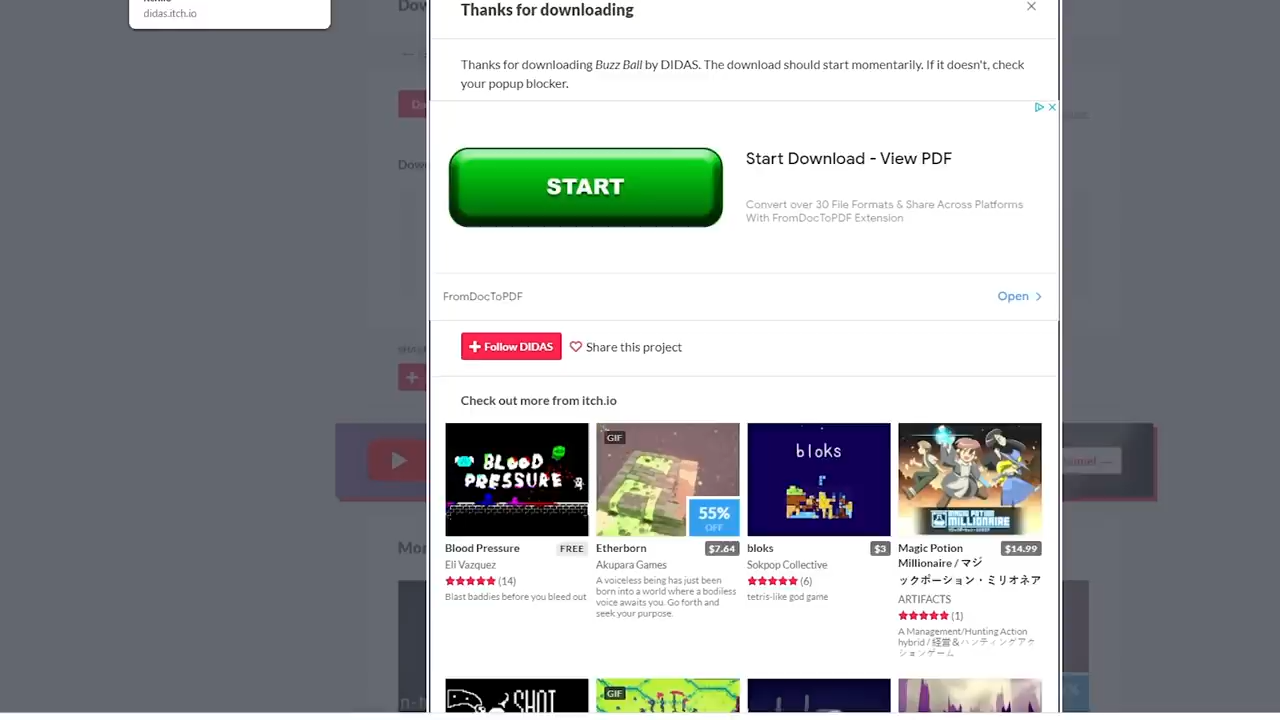 didas.itch.io
Thanks for downloading
Thanks for downloading Buzz Ball by DIDAS. The download should start momentarily. If it doesn't, check
your popup blocker.
START
Start Download - View PDF
Convert over 30 File Formats & Share Across Platforms
With FromDocToPDF Extension
FromDocToPDF
Open
Follow DIDAS
Share this project
Check out more from itch.io
BLOOD
PRESSURE
GIF
55%
OFF
bloks
MAGIC POTION
MILLIONAIRE
Blood Pressure
FREE
Eli Vazquez
(14)
Blast baddies before you bleed out
Etherborn
$7.64
Akupara Games
A voiceless being has just been
born into a world where a bodiless
voice awaits you. Go forth and
seek your purpose.
bloks
$3
Sokpop Collective
(6)
tetris-like god game
Magic Potion
$14.99
Millionaire / マジ
ックポーション・ミリオネア
ARTIFACTS
(1)
A Management/Hunting Action
hybrid / 経営&ハンティングアク
ションゲーム
SHOT
GIF